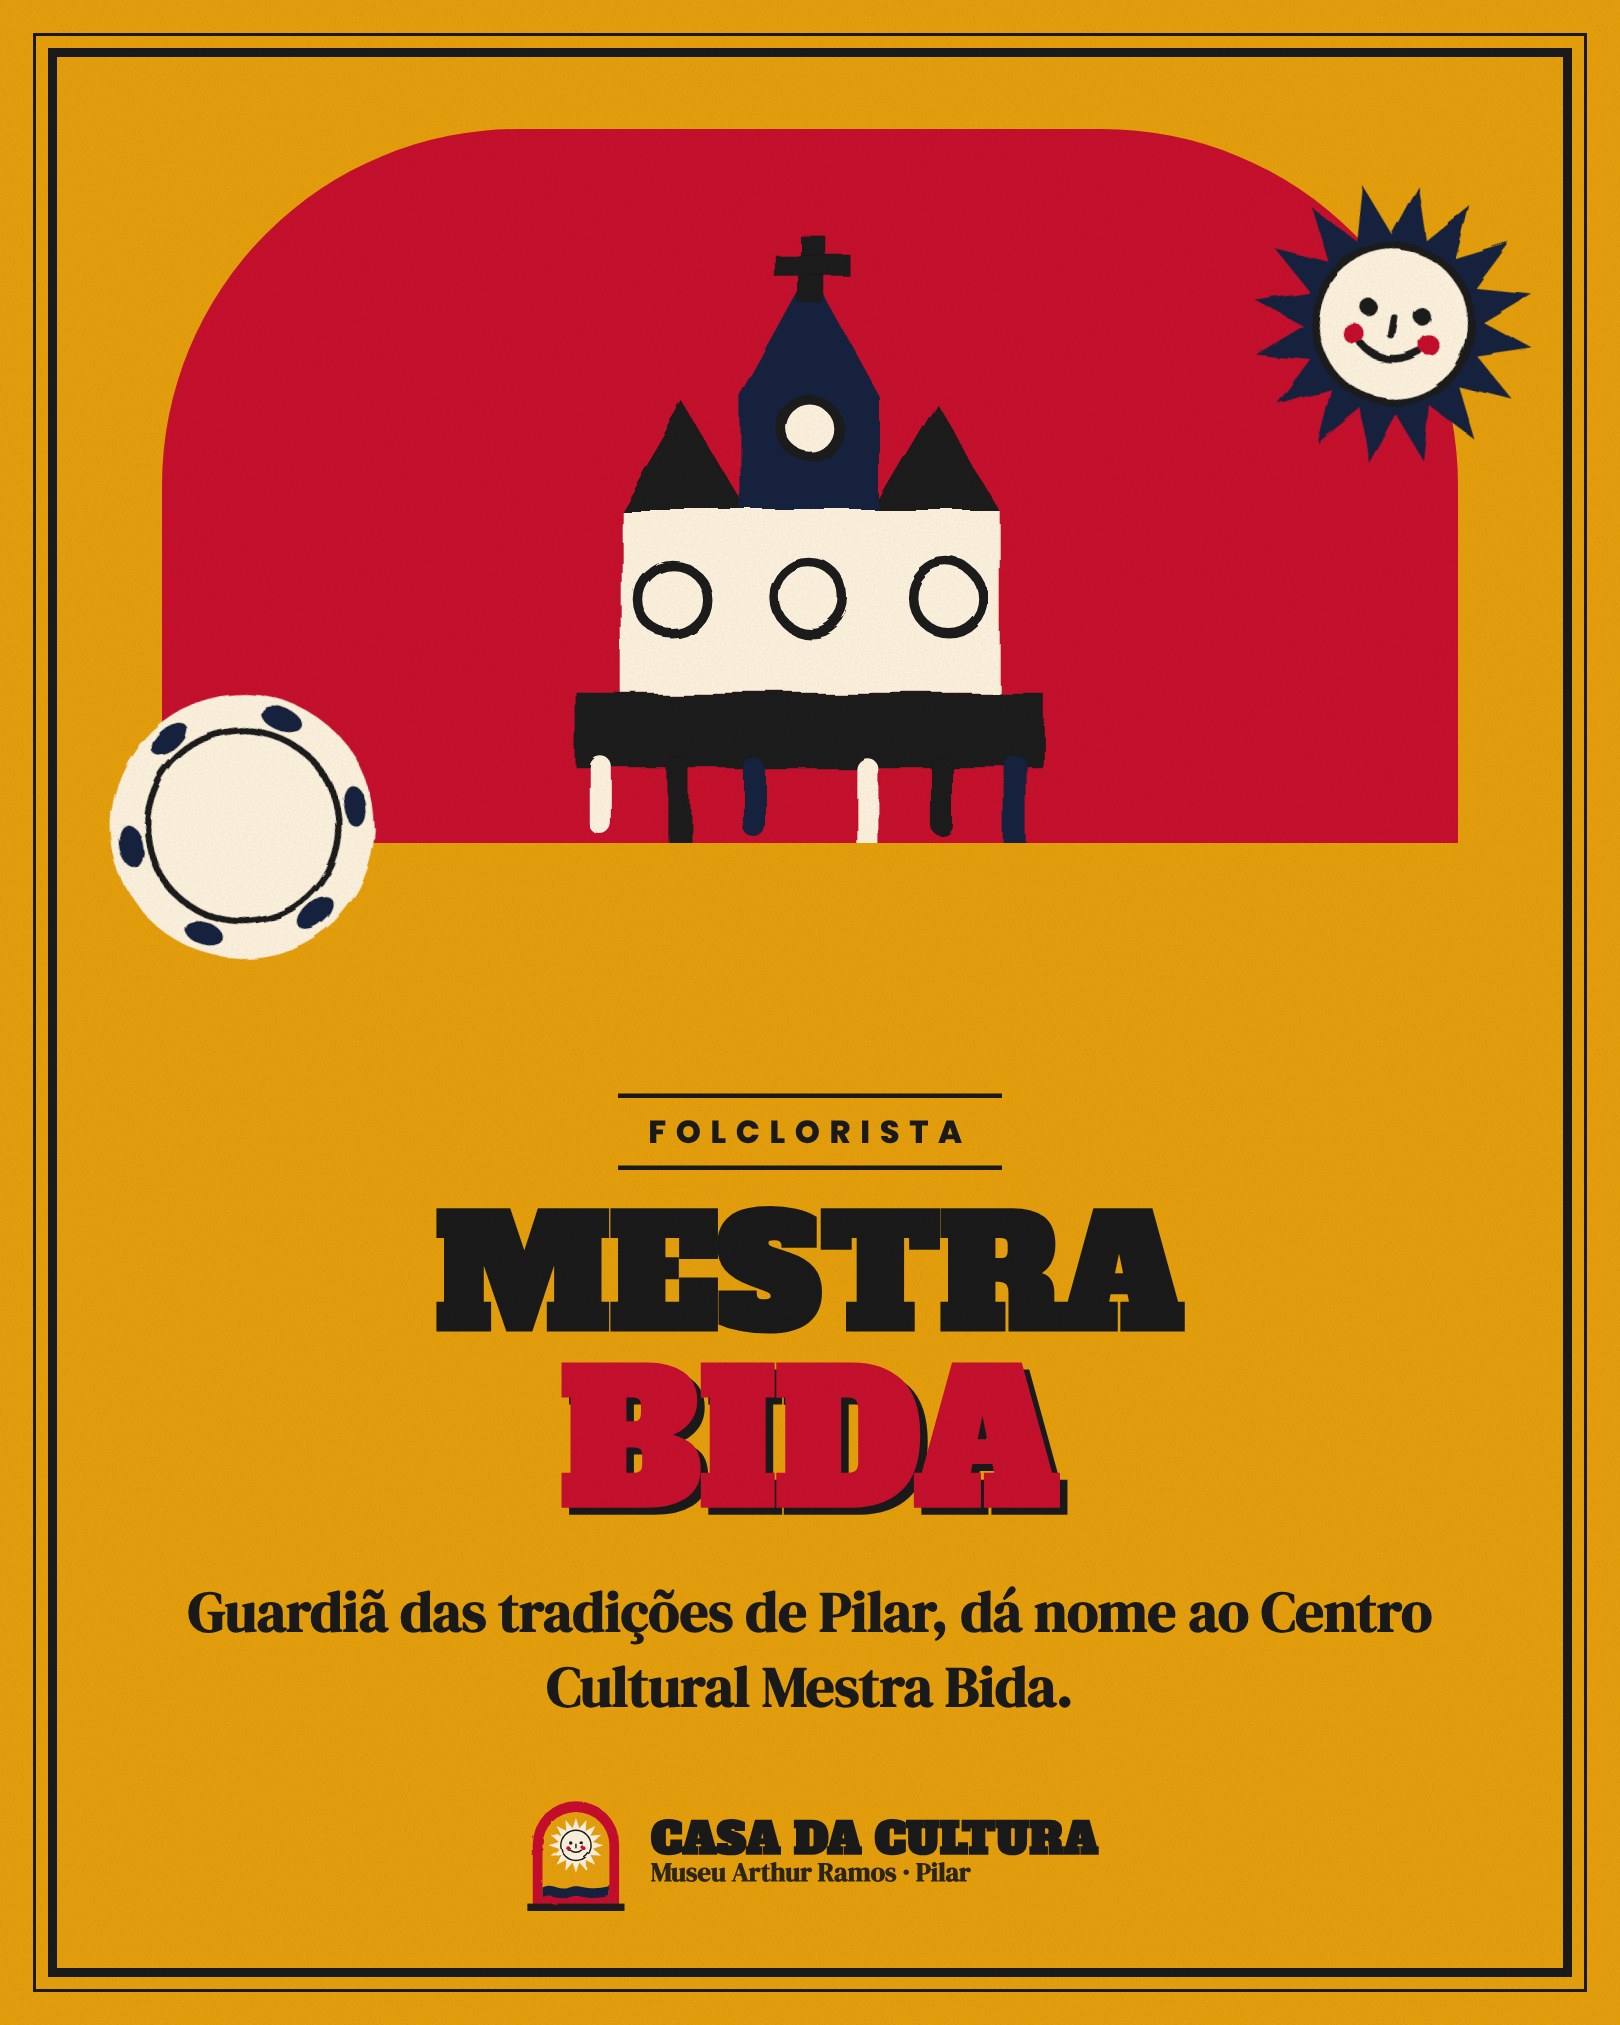 FOLCLORISTA
MESTRA
BIDA
Guardiã das tradições de Pilar, dá nome ao Centro
Cultural Mestra Bida.
CASA DA CULTURA
Museu Arthur Ramos · Pilar